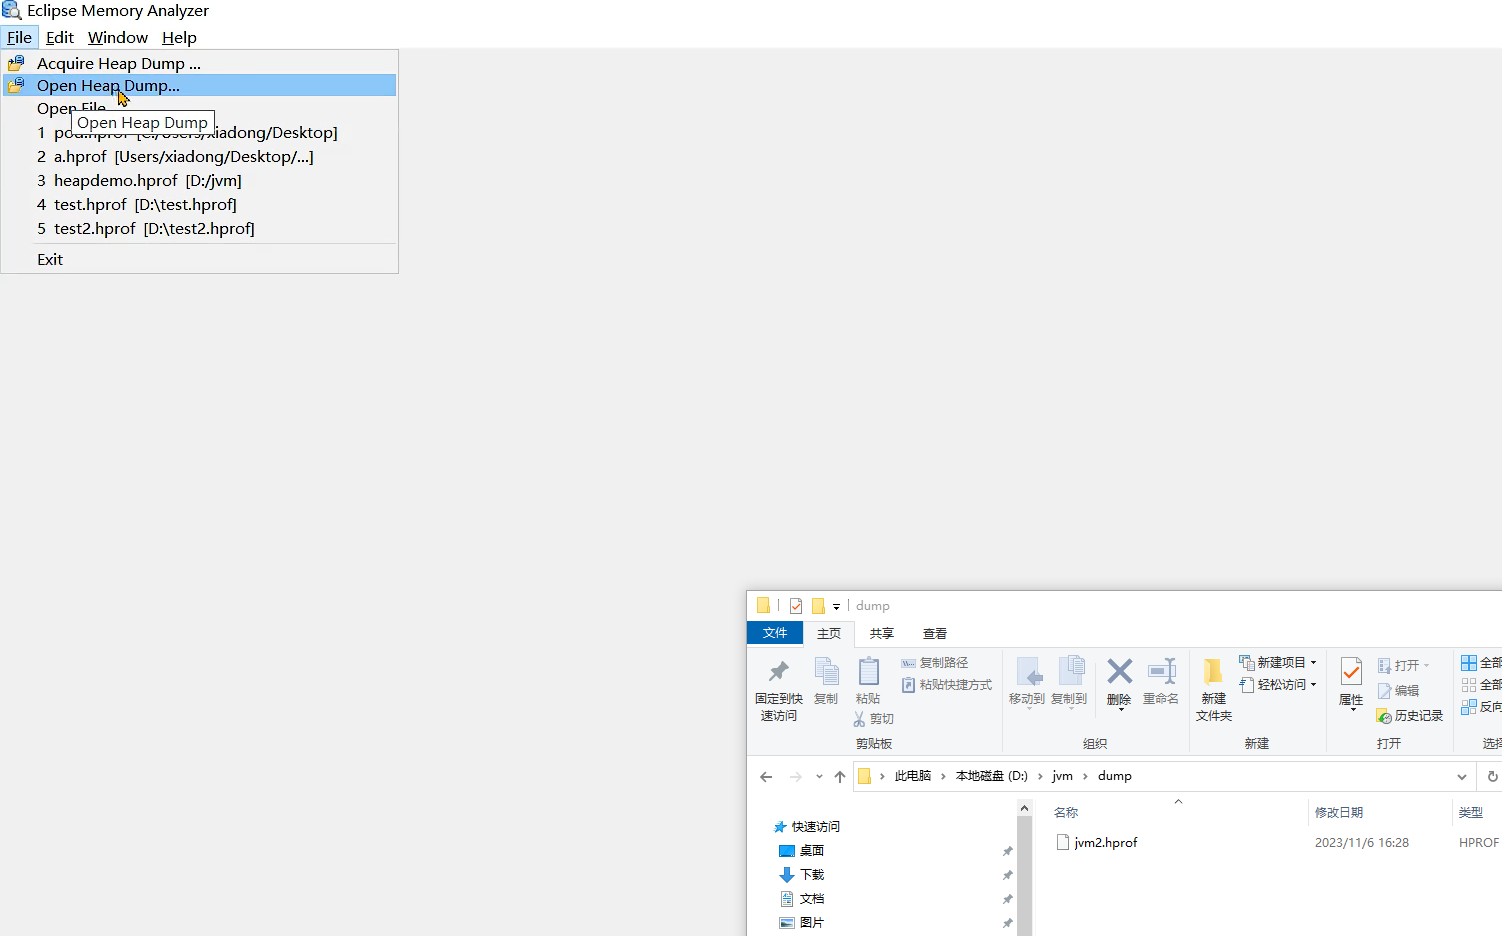 Eclipse Memory Analyzer
File Edit Window Help
Acquire Heap Dump ...
Open Heap Dump...
Open File
Open Heap Dump
1 pod.hprof [C:/Users/xiadong/Desktop]
2 a.hprof [Users/xiadong/Desktop/...]
3 heapdemo.hprof [D:/jvm]
4 test.hprof [D:\test.hprof]
5 test2.hprof [D:\test2.hprof]
Exit
dump
文件 主页 共享 查看
固定到快速访问
复制
粘贴
复制路径
粘贴快捷方式
剪切
剪贴板
移动到
复制到
删除
重命名
组织
新建
文件夹
新建项目
轻松访问
新建
属性
打开
编辑
历史记录
打开
全部
全部
反向
此电脑 › 本地磁盘 (D:) › jvm › dump
快速访问
桌面
下载
文档
图片
名称 修改日期 类型
jvm2.hprof 2023/11/6 16:28 HPROF